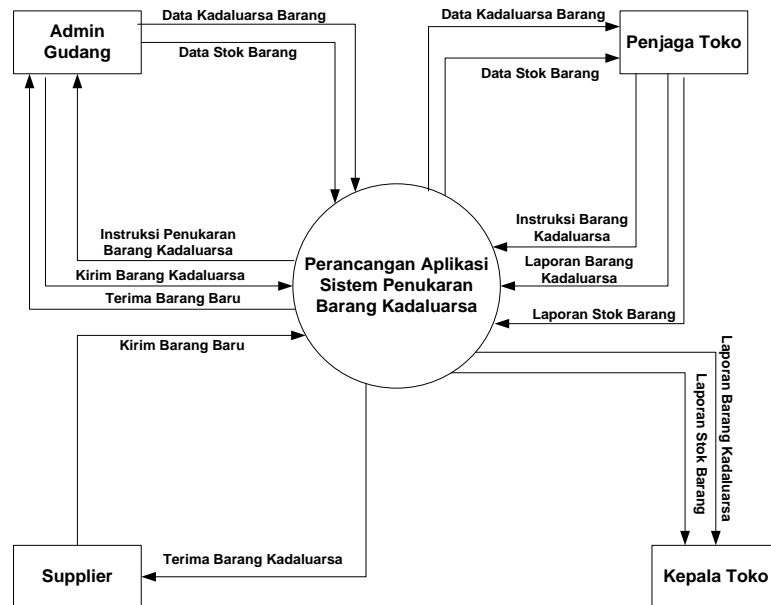 Admin
Gudang
Data Kadaluarsa Barang
Data Stok Barang
Data Kadaluarsa Barang
Data Stok Barang
Penjaga Toko
Instruksi Penukaran
Barang Kadaluarsa
Kirim Barang Kadaluarsa
Terima Barang Baru
Kirim Barang Baru
Perancangan Aplikasi
Sistem Penukaran
Barang Kadaluarsa
Instruksi Barang
Kadaluarsa
Laporan Barang
Kadaluarsa
Laporan Stok Barang
Laporan Stok Barang
Laporan Barang Kadaluarsa
Supplier
Terima Barang Kadaluarsa
Kepala Toko